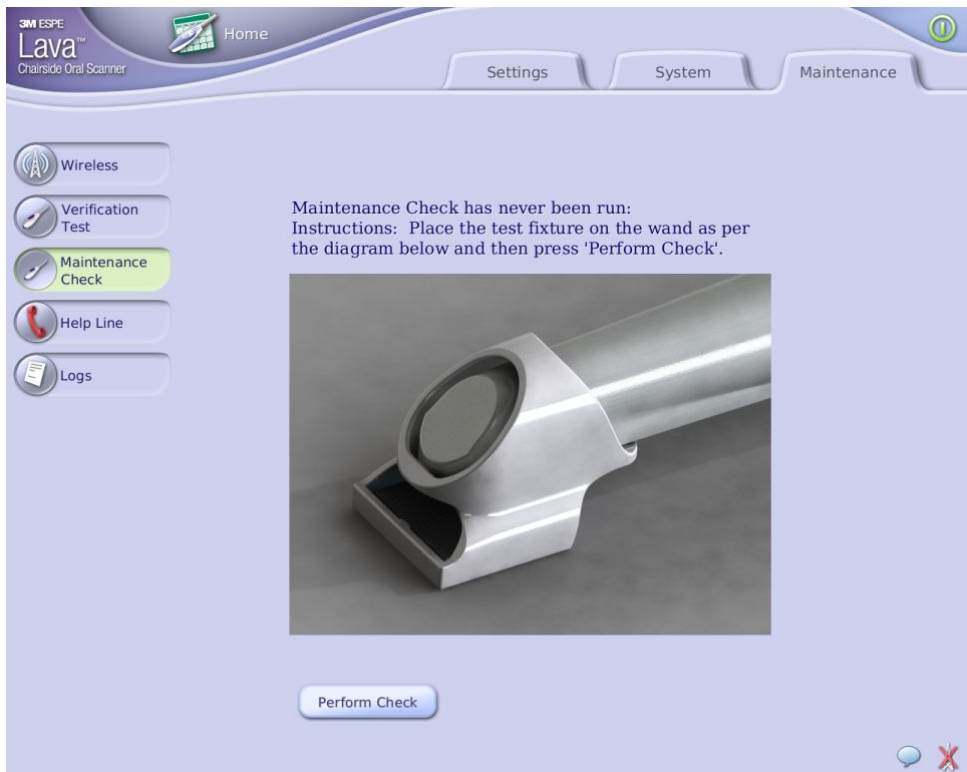 3M ESPE
Lava™
Chairside Oral Scanner
Home
Settings
System
Maintenance
Wireless
Verification
Test
Maintenance
Check
Help Line
Logs
Maintenance Check has never been run:
Instructions:  Place the test fixture on the wand as per
the diagram below and then press 'Perform Check'.
Perform Check